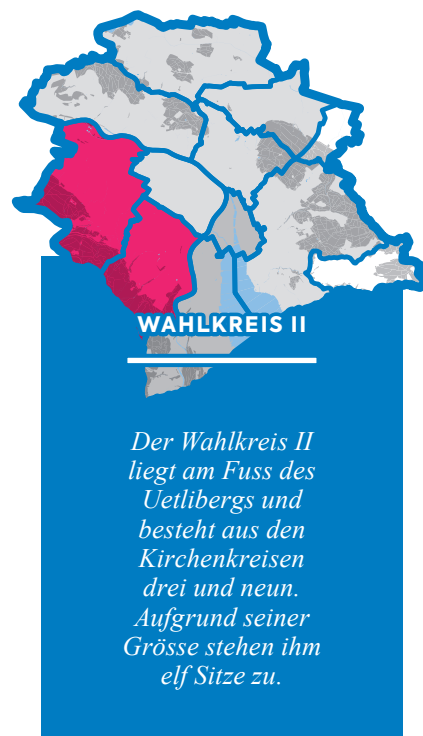 WAHLKREIS II
Der Wahlkreis II
liegt am Fuss des
Uetlibergs und
besteht aus den
Kirchenkreisen
drei und neun.
Aufgrund seiner
Grösse stehen ihm
elf Sitze zu.